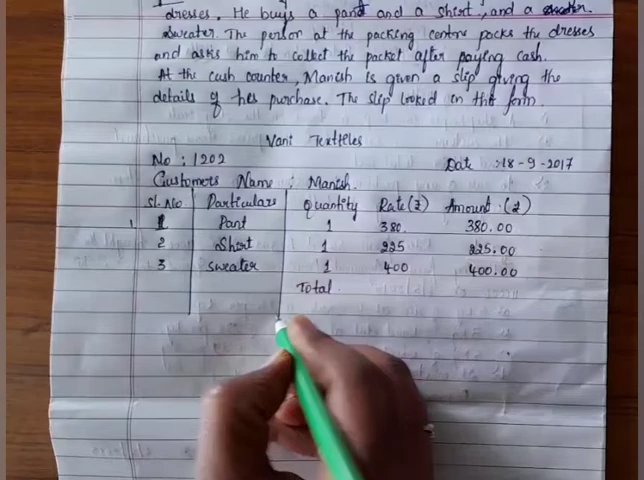 dresses. He buys a pant and a shirt, and a
sweater. The person at the packing centre packs the dresses
and asks him to collect the packet after paying cash.
At the cash counter, Manish is given a slip giving the
details of his purchase. The slip looked in this form.
Vani Textiles
No : 1202 Date :18-9-2017
Customers Name : Manish.
Sl. No Particulars Quantity Rate (₹) Amount (₹)
1 Pant 1 380. 380.00
2 Shirt 1 225 225.00
3 sweater 1 400 400.00
Total